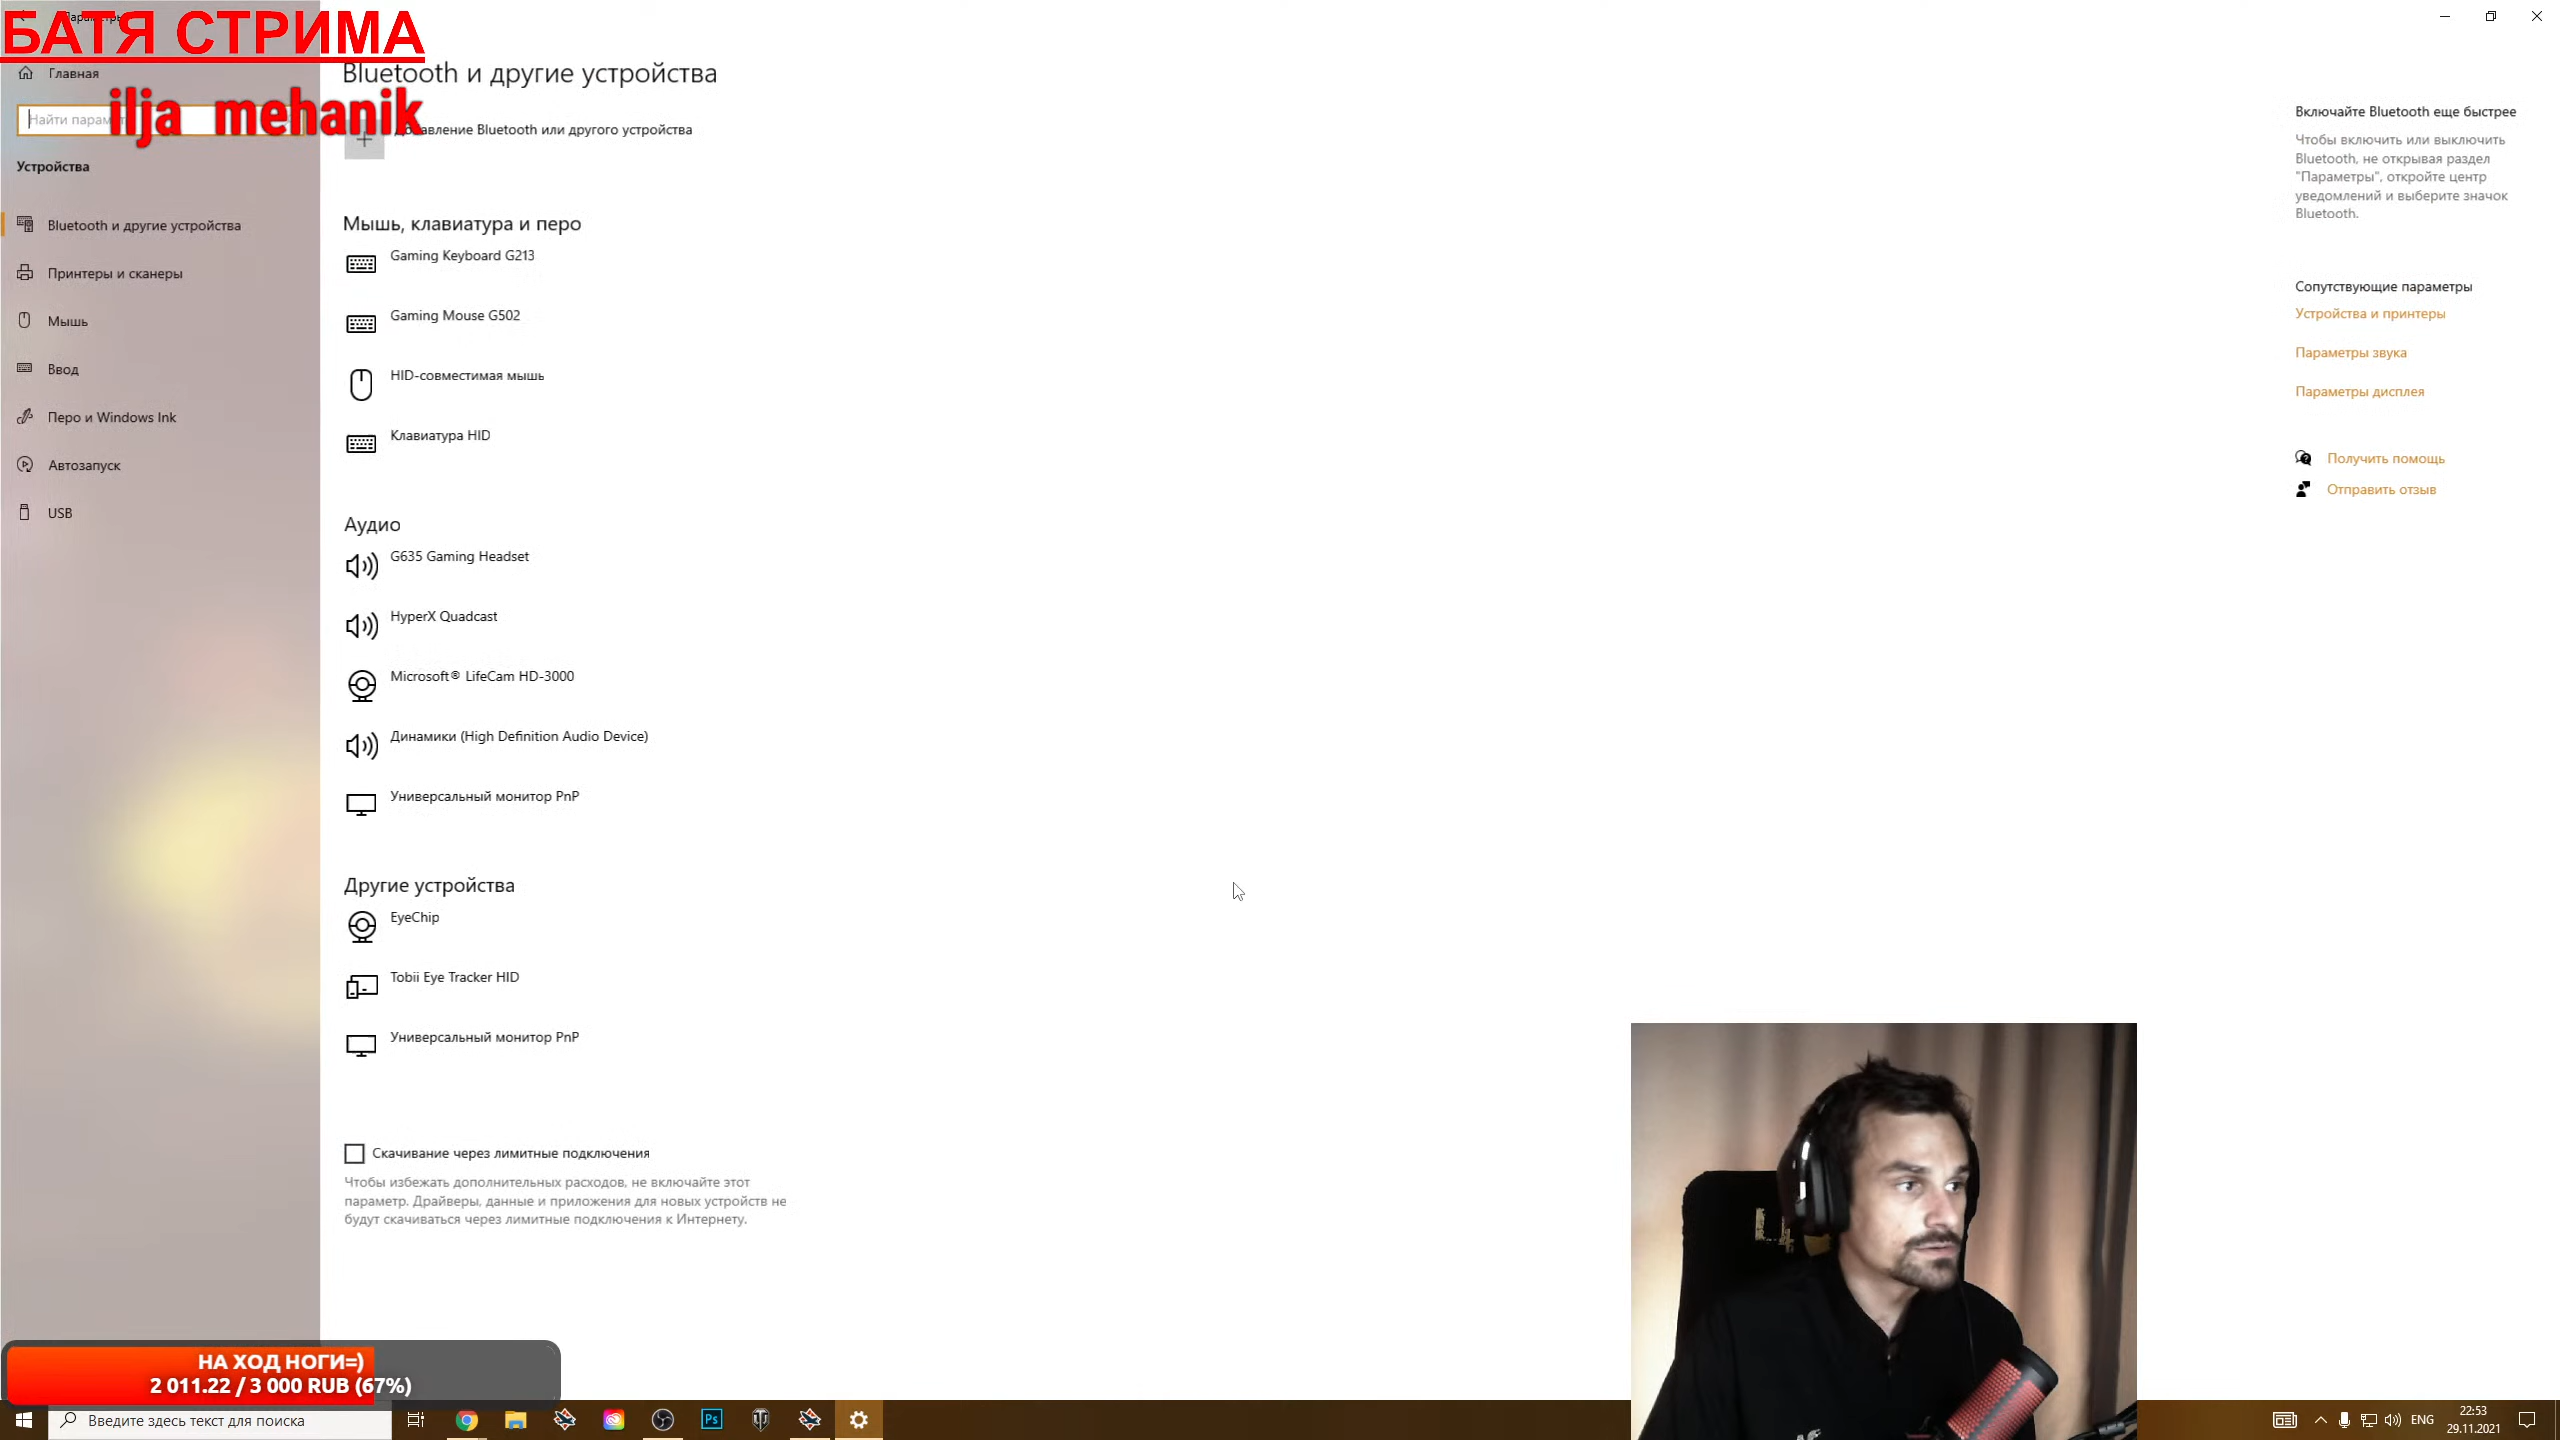 БАТЯ СТРИМА
Главная
ilja mehanik
Найти
Устройства
Bluetooth и другие устройства
Принтеры и сканеры
Мышь
Ввод
Перо и Windows Ink
Автозапуск
USB
Bluetooth и другие устройства
Bluetooth или другого устройства
Мышь, клавиатура и перо
Gaming Keyboard G213
Gaming Mouse G502
HID-совместимая мышь
Клавиатура HID
Аудио
G635 Gaming Headset
HyperX Quadcast
Microsoft® LifeCam HD-3000
Динамики (High Definition Audio Device)
Универсальный монитор PnP
Другие устройства
EyeChip
Tobii Eye Tracker HID
Универсальный монитор PnP
Скачивание через лимитные подключения
Чтобы избежать дополнительных расходов, не включайте этот
параметр. Драйверы, данные и приложения для новых устройств не
будут скачиваться через лимитные подключения к Интернету.
Включайте Bluetooth еще быстрее
Чтобы включить или выключить
Bluetooth, не открывая раздел
"Параметры", откройте центр
уведомлений и выберите значок
Bluetooth.
Сопутствующие параметры
Устройства и принтеры
Параметры звука
Параметры дисплея
Получить помощь
Отправить отзыв
НА ХОД НОГИ=)
2 011.22 / 3 000 RUB (67%)
Введите здесь текст для поиска
Ps
ENG
22:53
29.11.2021